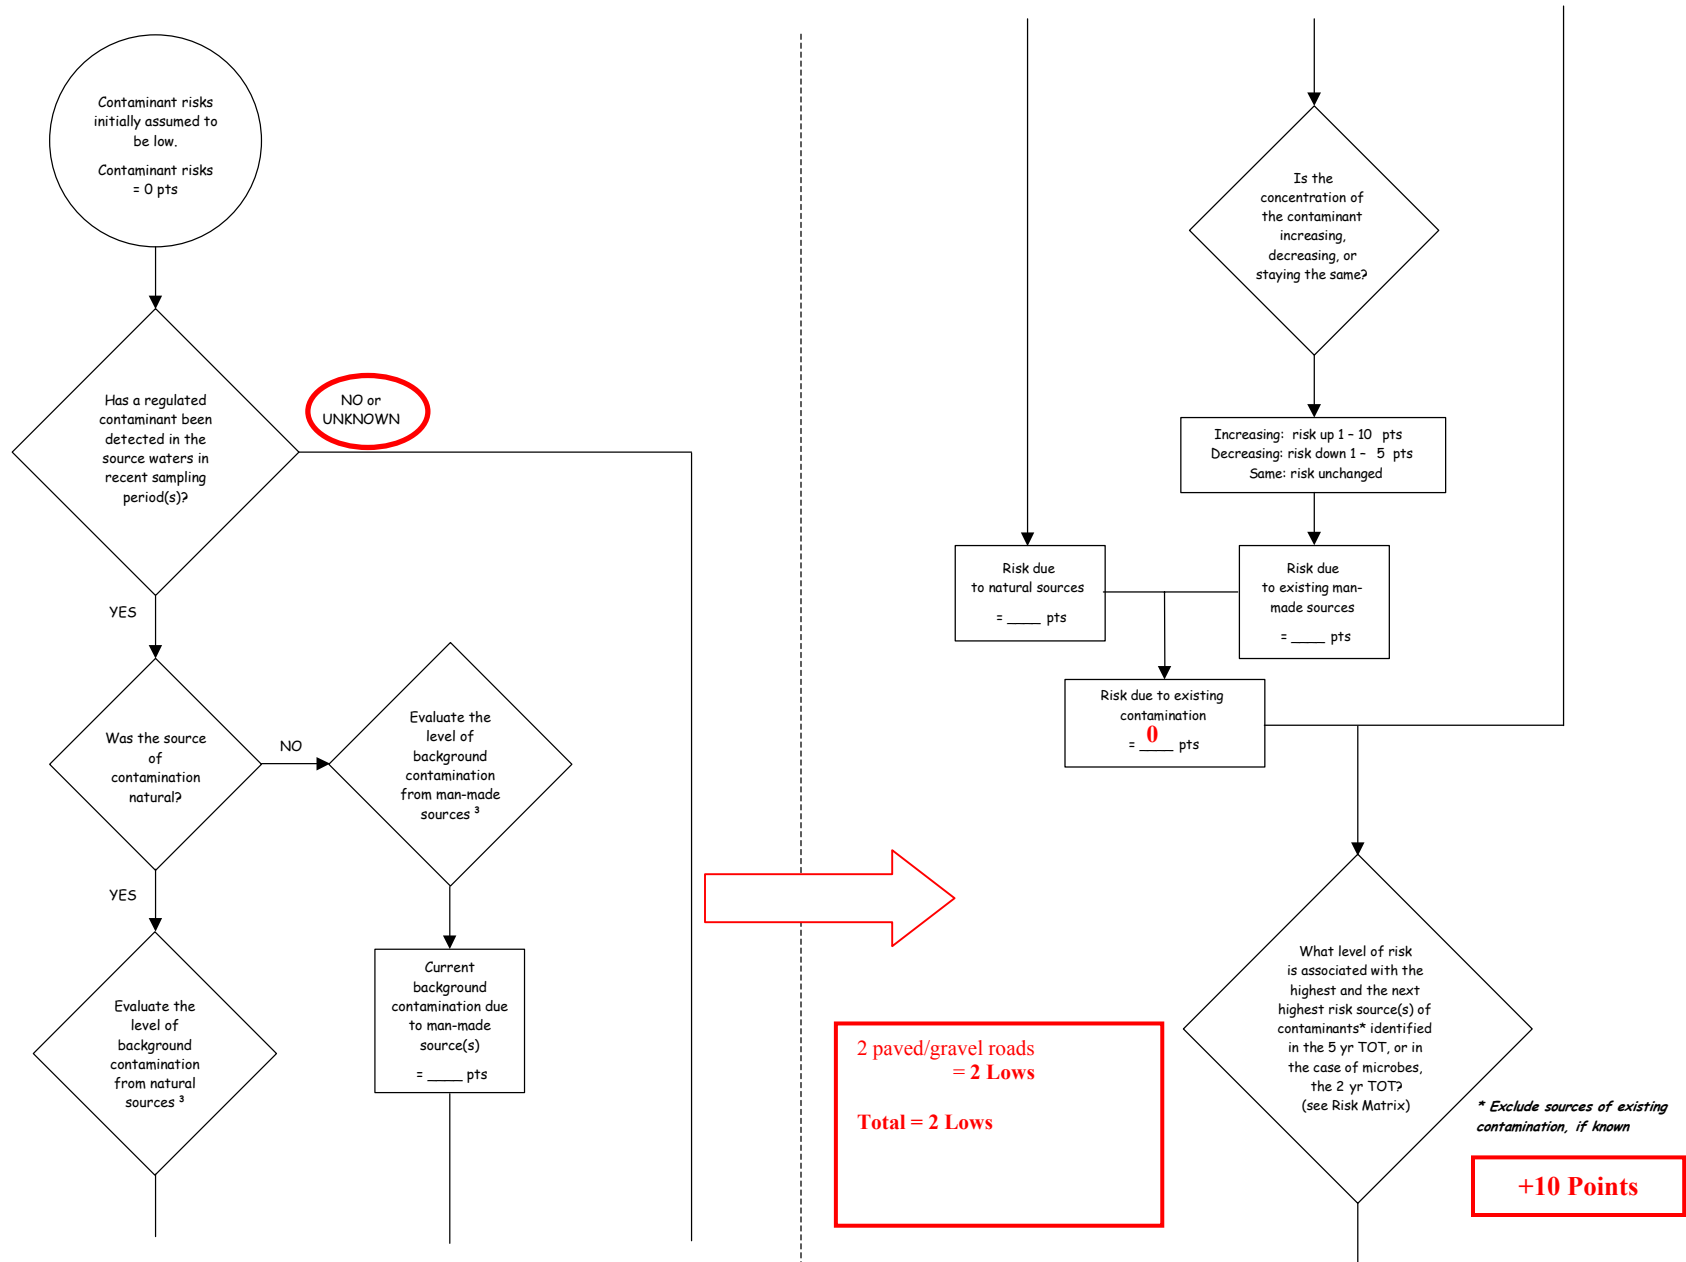 Contaminant risks
initially assumed to
be low.
Contaminant risks
= 0 pts
Has a regulated
contaminant been
detected in the
source waters in
recent sampling
period(s)?
NO or
UNKNOWN
YES
Was the source
of
contamination
natural?
NO
Evaluate the
level of
background
contamination
from man-made
sources ³
YES
Evaluate the
level of
background
contamination
from natural
sources ³
Current
background
contamination due
to man-made
source(s)
= ____ pts
Is the
concentration of
the contaminant
increasing,
decreasing, or
staying the same?
Increasing: risk up 1 – 10 pts
Decreasing: risk down 1 – 5 pts
Same: risk unchanged
Risk due
to natural sources
= ____ pts
Risk due
to existing man-
made sources
= ____ pts
Risk due to existing
contamination
= 0 pts
What level of risk
is associated with the
highest and the next
highest risk source(s) of
contaminants* identified
in the 5 yr TOT, or in
the case of microbes,
the 2 yr TOT?
(see Risk Matrix)
* Exclude sources of existing
contamination, if known
+10 Points
2 paved/gravel roads
= 2 Lows
Total = 2 Lows